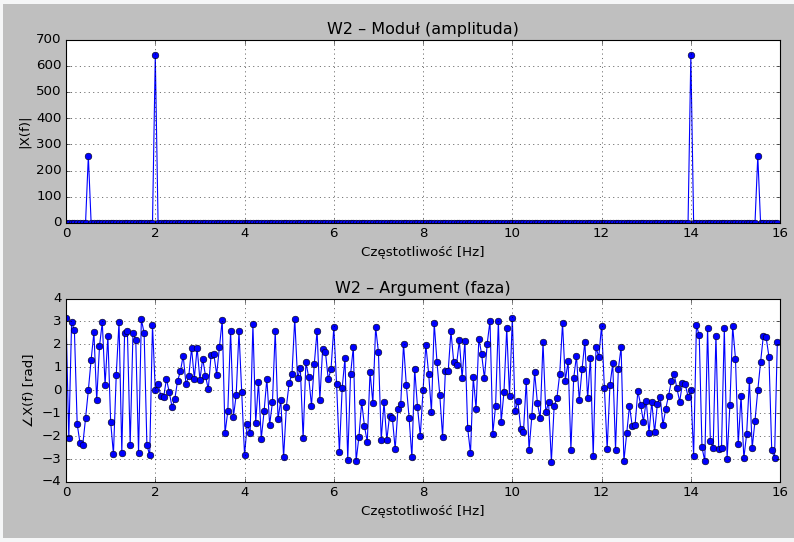 W2 – Moduł (amplituda)
700
600
500
400
300
200
100
0
|X(f)|
0 2 4 6 8 10 12 14 16
Częstotliwość [Hz]
W2 – Argument (faza)
4
3
2
1
0
−1
−2
−3
−4
∠X(f) [rad]
0 2 4 6 8 10 12 14 16
Częstotliwość [Hz]